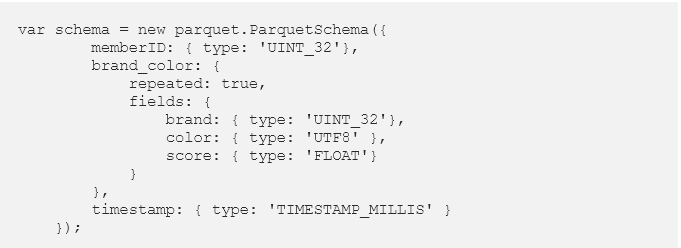 var schema = new parquet.ParquetSchema({
        memberID: { type: 'UINT_32'},
        brand_color: {
            repeated: true,
            fields: {
                brand: { type: 'UINT_32'},
                color: { type: 'UTF8' },
                score: { type: 'FLOAT'}
            }
        },
        timestamp: { type: 'TIMESTAMP_MILLIS' }
    });